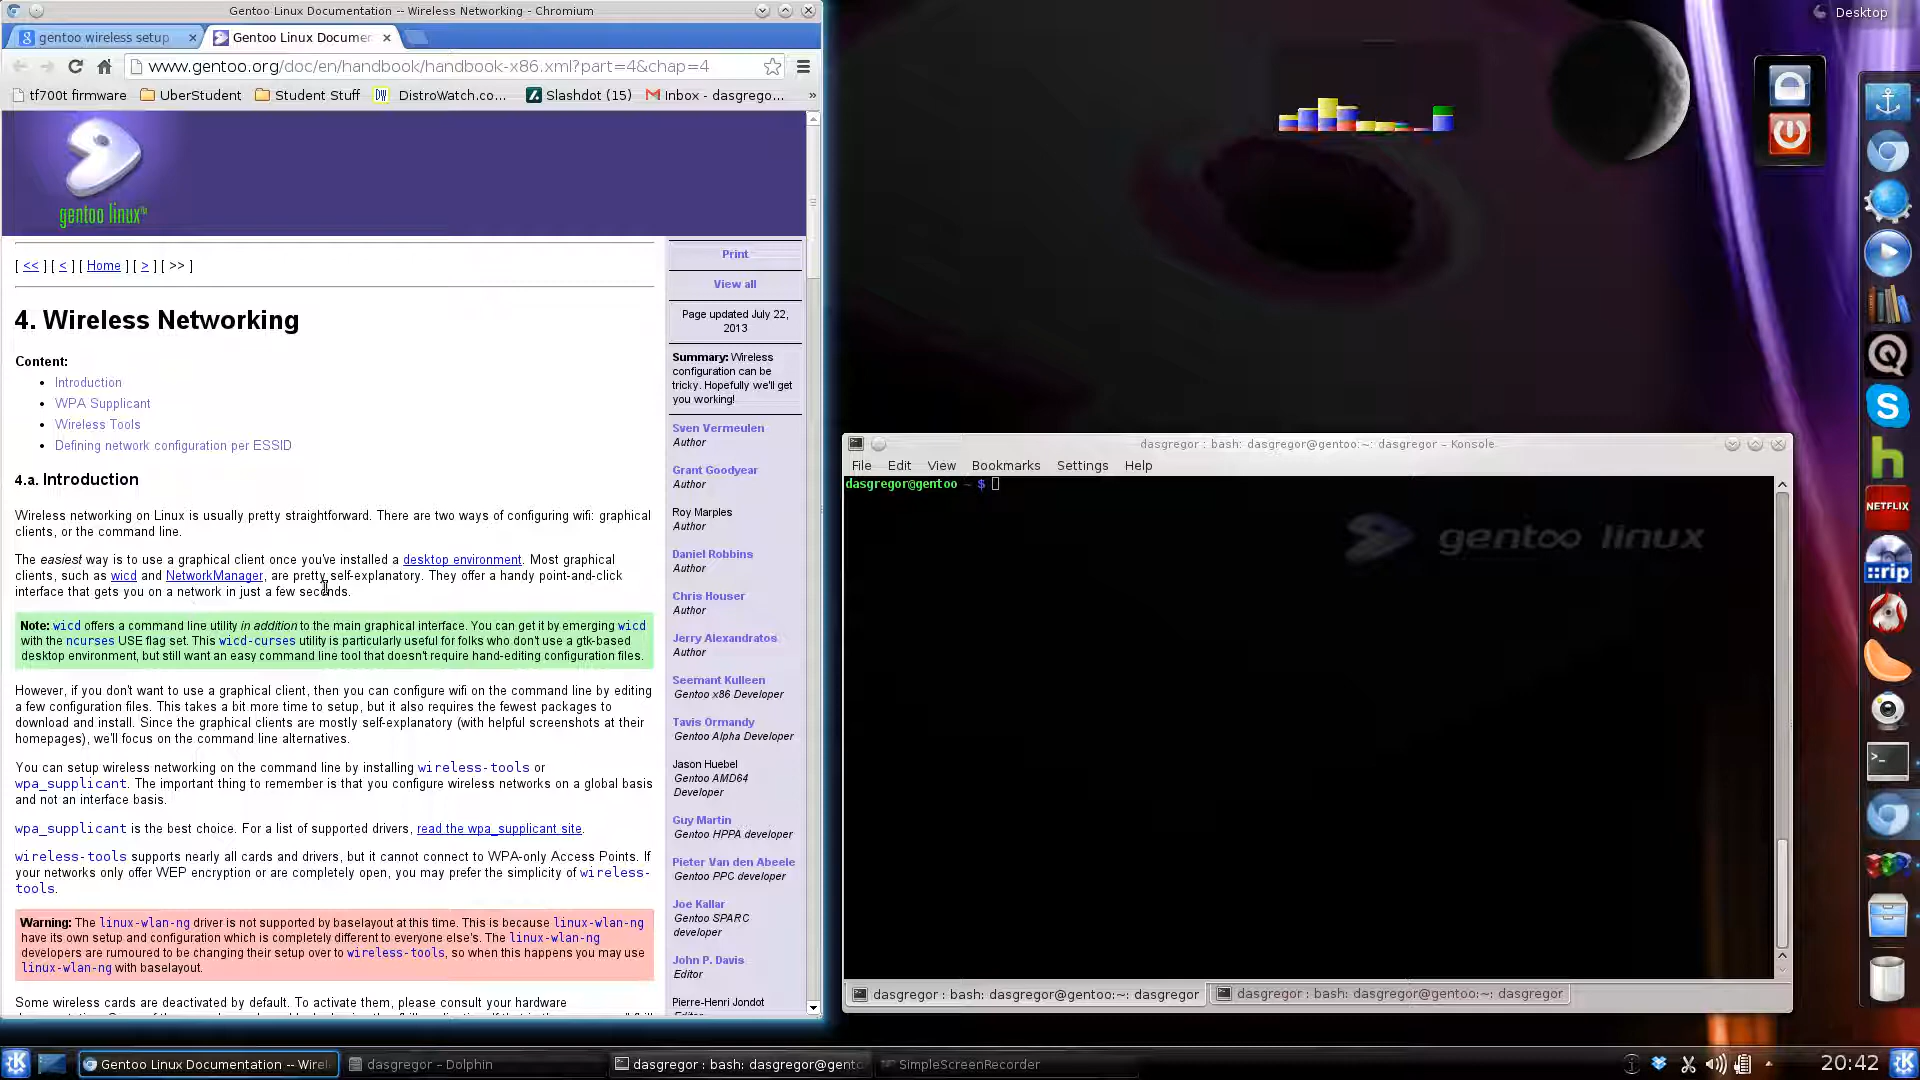 Gentoo Linux Documentation -- Wireless Networking - Chromium
gentoo wireless setup
Gentoo Linux Documen
www.gentoo.org/doc/en/handbook/handbook-x86.xml?part=4&chap=4
tf700t firmware
UberStudent
Student Stuff
DW DistroWatch.co...
Slashdot (15)
Inbox - dasgrego...
»
gentoo linux™
[ << ] [ < ] [ Home ] [ > ] [ >> ]
4. Wireless Networking
Content:
• Introduction
• WPA Supplicant
• Wireless Tools
• Defining network configuration per ESSID
4.a. Introduction
Wireless networking on Linux is usually pretty straightforward. There are two ways of configuring wifi: graphical
clients, or the command line.
The easiest way is to use a graphical client once you've installed a desktop environment. Most graphical
clients, such as wicd and NetworkManager, are pretty self-explanatory. They offer a handy point-and-click
interface that gets you on a network in just a few seconds.
Note: wicd offers a command line utility in addition to the main graphical interface. You can get it by emerging wicd
with the ncurses USE flag set. This wicd-curses utility is particularly useful for folks who don't use a gtk-based
desktop environment, but still want an easy command line tool that doesn't require hand-editing configuration files.
However, if you don't want to use a graphical client, then you can configure wifi on the command line by editing
a few configuration files. This takes a bit more time to setup, but it also requires the fewest packages to
download and install. Since the graphical clients are mostly self-explanatory (with helpful screenshots at their
homepages), we'll focus on the command line alternatives.
You can setup wireless networking on the command line by installing wireless-tools or
wpa_supplicant. The important thing to remember is that you configure wireless networks on a global basis
and not an interface basis.
wpa_supplicant is the best choice. For a list of supported drivers, read the wpa_supplicant site.
wireless-tools supports nearly all cards and drivers, but it cannot connect to WPA-only Access Points. If
your networks only offer WEP encryption or are completely open, you may prefer the simplicity of wireless-
tools.
Warning: The linux-wlan-ng driver is not supported by baselayout at this time. This is because linux-wlan-ng
have its own setup and configuration which is completely different to everyone else's. The linux-wlan-ng
developers are rumoured to be changing their setup over to wireless-tools, so when this happens you may use
linux-wlan-ng with baselayout.
Some wireless cards are deactivated by default. To activate them, please consult your hardware
Print
View all
Page updated July 22,
2013
Summary: Wireless
configuration can be
tricky. Hopefully we'll get
you working!
Sven Vermeulen
Author
Grant Goodyear
Author
Roy Marples
Author
Daniel Robbins
Author
Chris Houser
Author
Jerry Alexandratos
Author
Seemant Kulleen
Gentoo x86 Developer
Tavis Ormandy
Gentoo Alpha Developer
Jason Huebel
Gentoo AMD64
Developer
Guy Martin
Gentoo HPPA developer
Pieter Van den Abeele
Gentoo PPC developer
Joe Kallar
Gentoo SPARC
developer
John P. Davis
Editor
Pierre-Henri Jondot
Desktop
dasgregor : bash: dasgregor@gentoo:~: dasgregor – Konsole
File Edit View Bookmarks Settings Help
dasgregor@gentoo ~ $
gentoo linux
dasgregor : bash: dasgregor@gentoo:~: dasgregor
dasgregor : bash: dasgregor@gentoo:~: dasgregor
NETFLIX
::rip
Gentoo Linux Documentation -- Wirel
dasgregor – Dolphin
dasgregor : bash: dasgregor@gento
SimpleScreenRecorder
20:42